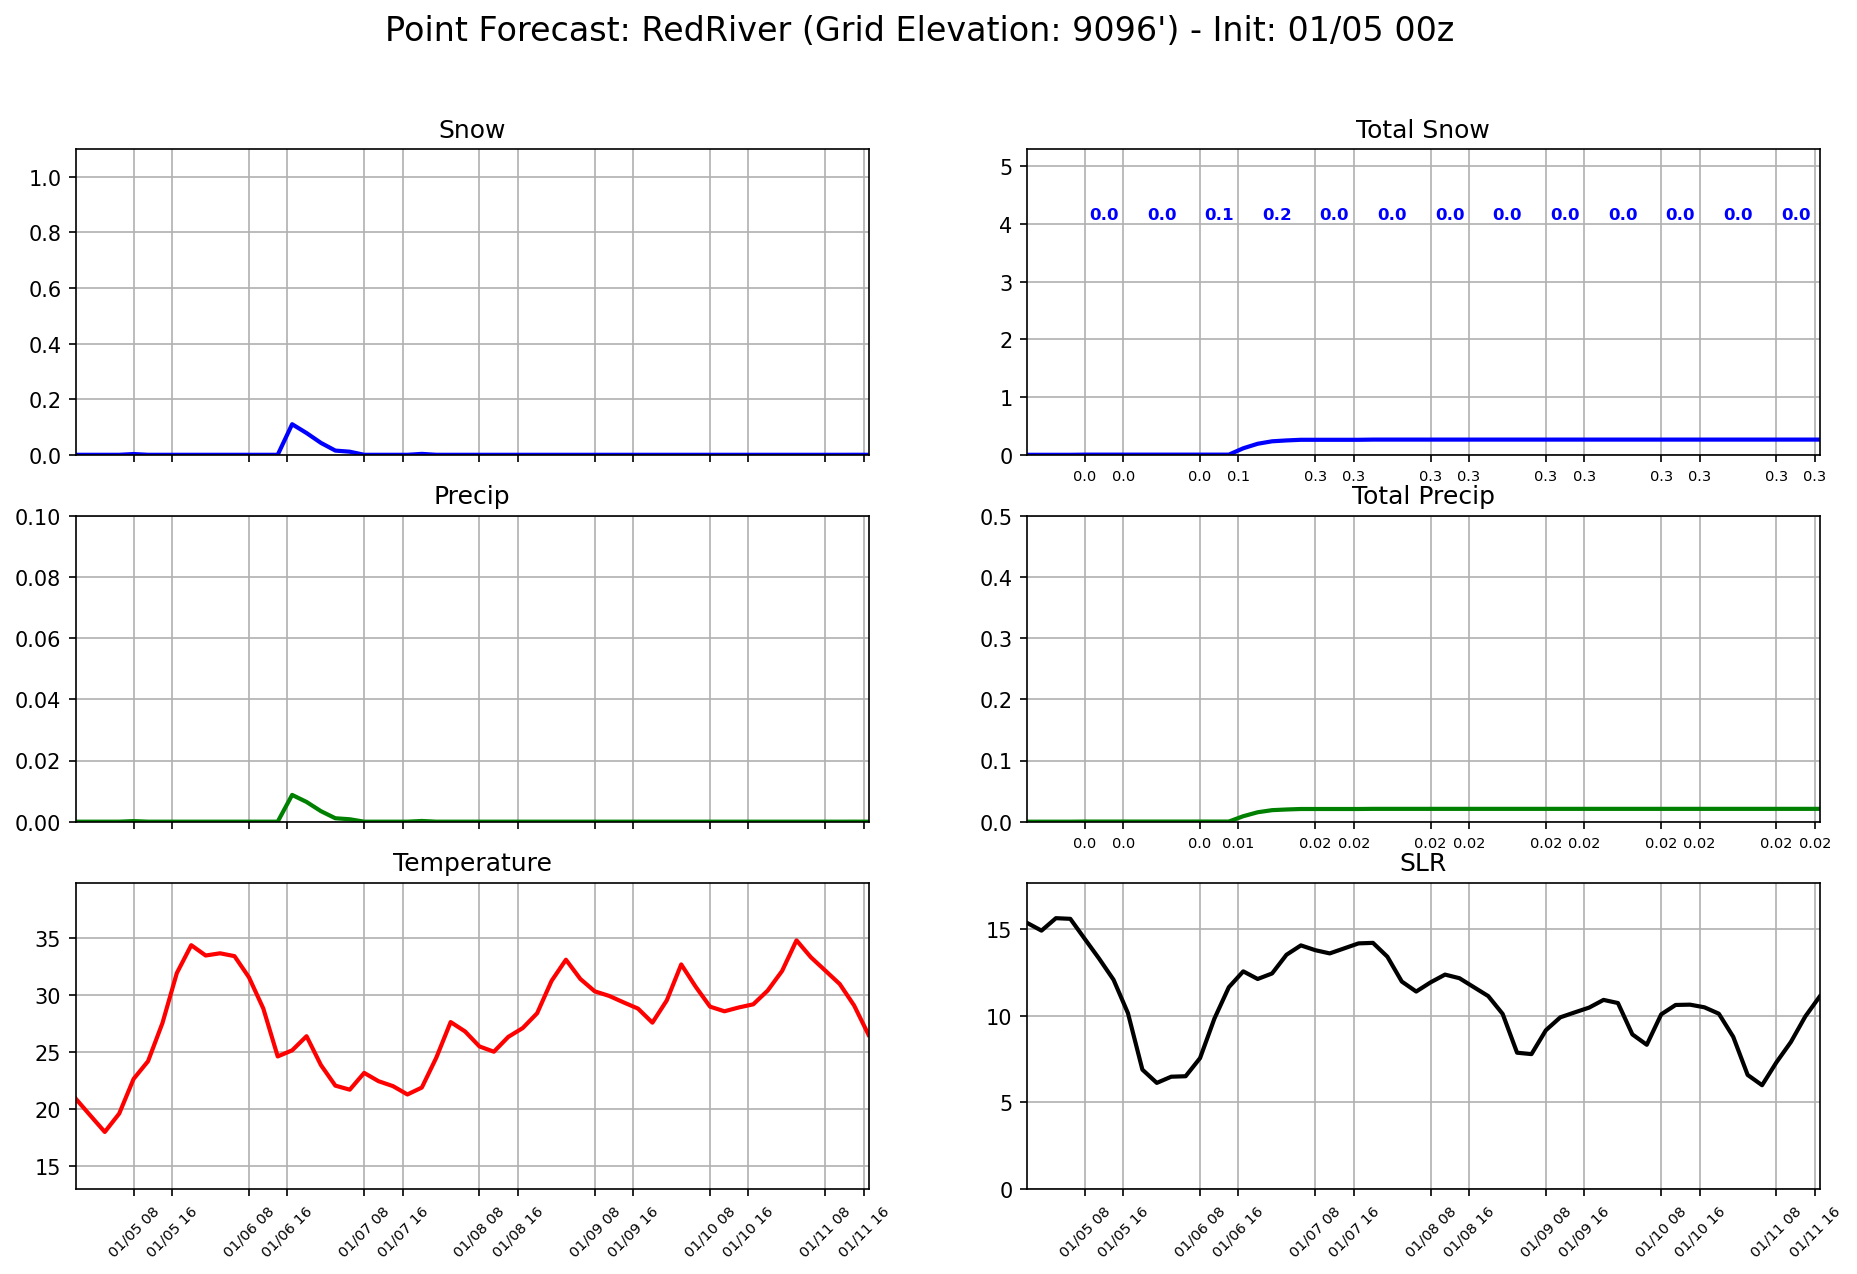 Point Forecast: RedRiver (Grid Elevation: 9096') - Init: 01/05 00z
Snow
1.0
0.8
0.6
0.4
0.2
0.0
Total Snow
5
4
3
2
1
0
0.0 0.0 0.1 0.2 0.0 0.0 0.0 0.0 0.0 0.0 0.0 0.0 0.0
0.0 0.0 0.0 0.1 0.3 0.3 0.3 0.3 0.3 0.3 0.3 0.3 0.3 0.3
Precip
0.10
0.08
0.06
0.04
0.02
0.00
Total Precip
0.5
0.4
0.3
0.2
0.1
0.0
0.0 0.0 0.0 0.01 0.02 0.02 0.02 0.02 0.02 0.02 0.02 0.02 0.02 0.02
Temperature
35
30
25
20
15
01/05 08 01/05 16 01/06 08 01/06 16 01/07 08 01/07 16 01/08 08 01/08 16 01/09 08 01/09 16 01/10 08 01/10 16 01/11 08 01/11 16
SLR
15
10
5
0
01/05 08 01/05 16 01/06 08 01/06 16 01/07 08 01/07 16 01/08 08 01/08 16 01/09 08 01/09 16 01/10 08 01/10 16 01/11 08 01/11 16